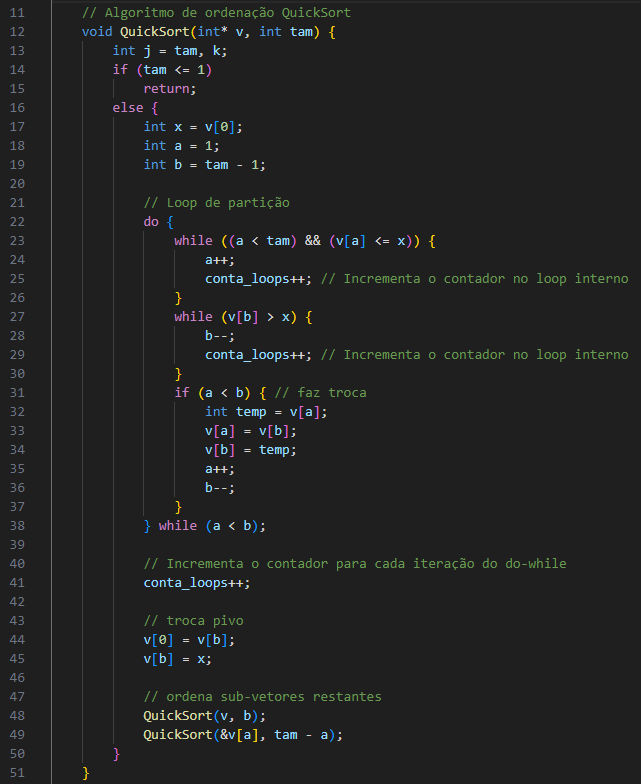 11 // Algoritmo de ordenação QuickSort
12 void QuickSort(int* v, int tam) {
13     int j = tam, k;
14     if (tam <= 1)
15         return;
16     else {
17         int x = v[0];
18         int a = 1;
19         int b = tam - 1;
20
21         // Loop de partição
22         do {
23             while ((a < tam) && (v[a] <= x)) {
24                 a++;
25                 conta_loops++; // Incrementa o contador no loop interno
26             }
27             while (v[b] > x) {
28                 b--;
29                 conta_loops++; // Incrementa o contador no loop interno
30             }
31             if (a < b) { // faz troca
32                 int temp = v[a];
33                 v[a] = v[b];
34                 v[b] = temp;
35                 a++;
36                 b--;
37             }
38         } while (a < b);
39
40         // Incrementa o contador para cada iteração do do-while
41         conta_loops++;
42
43         // troca pivo
44         v[0] = v[b];
45         v[b] = x;
46
47         // ordena sub-vetores restantes
48         QuickSort(v, b);
49         QuickSort(&v[a], tam - a);
50     }
51 }